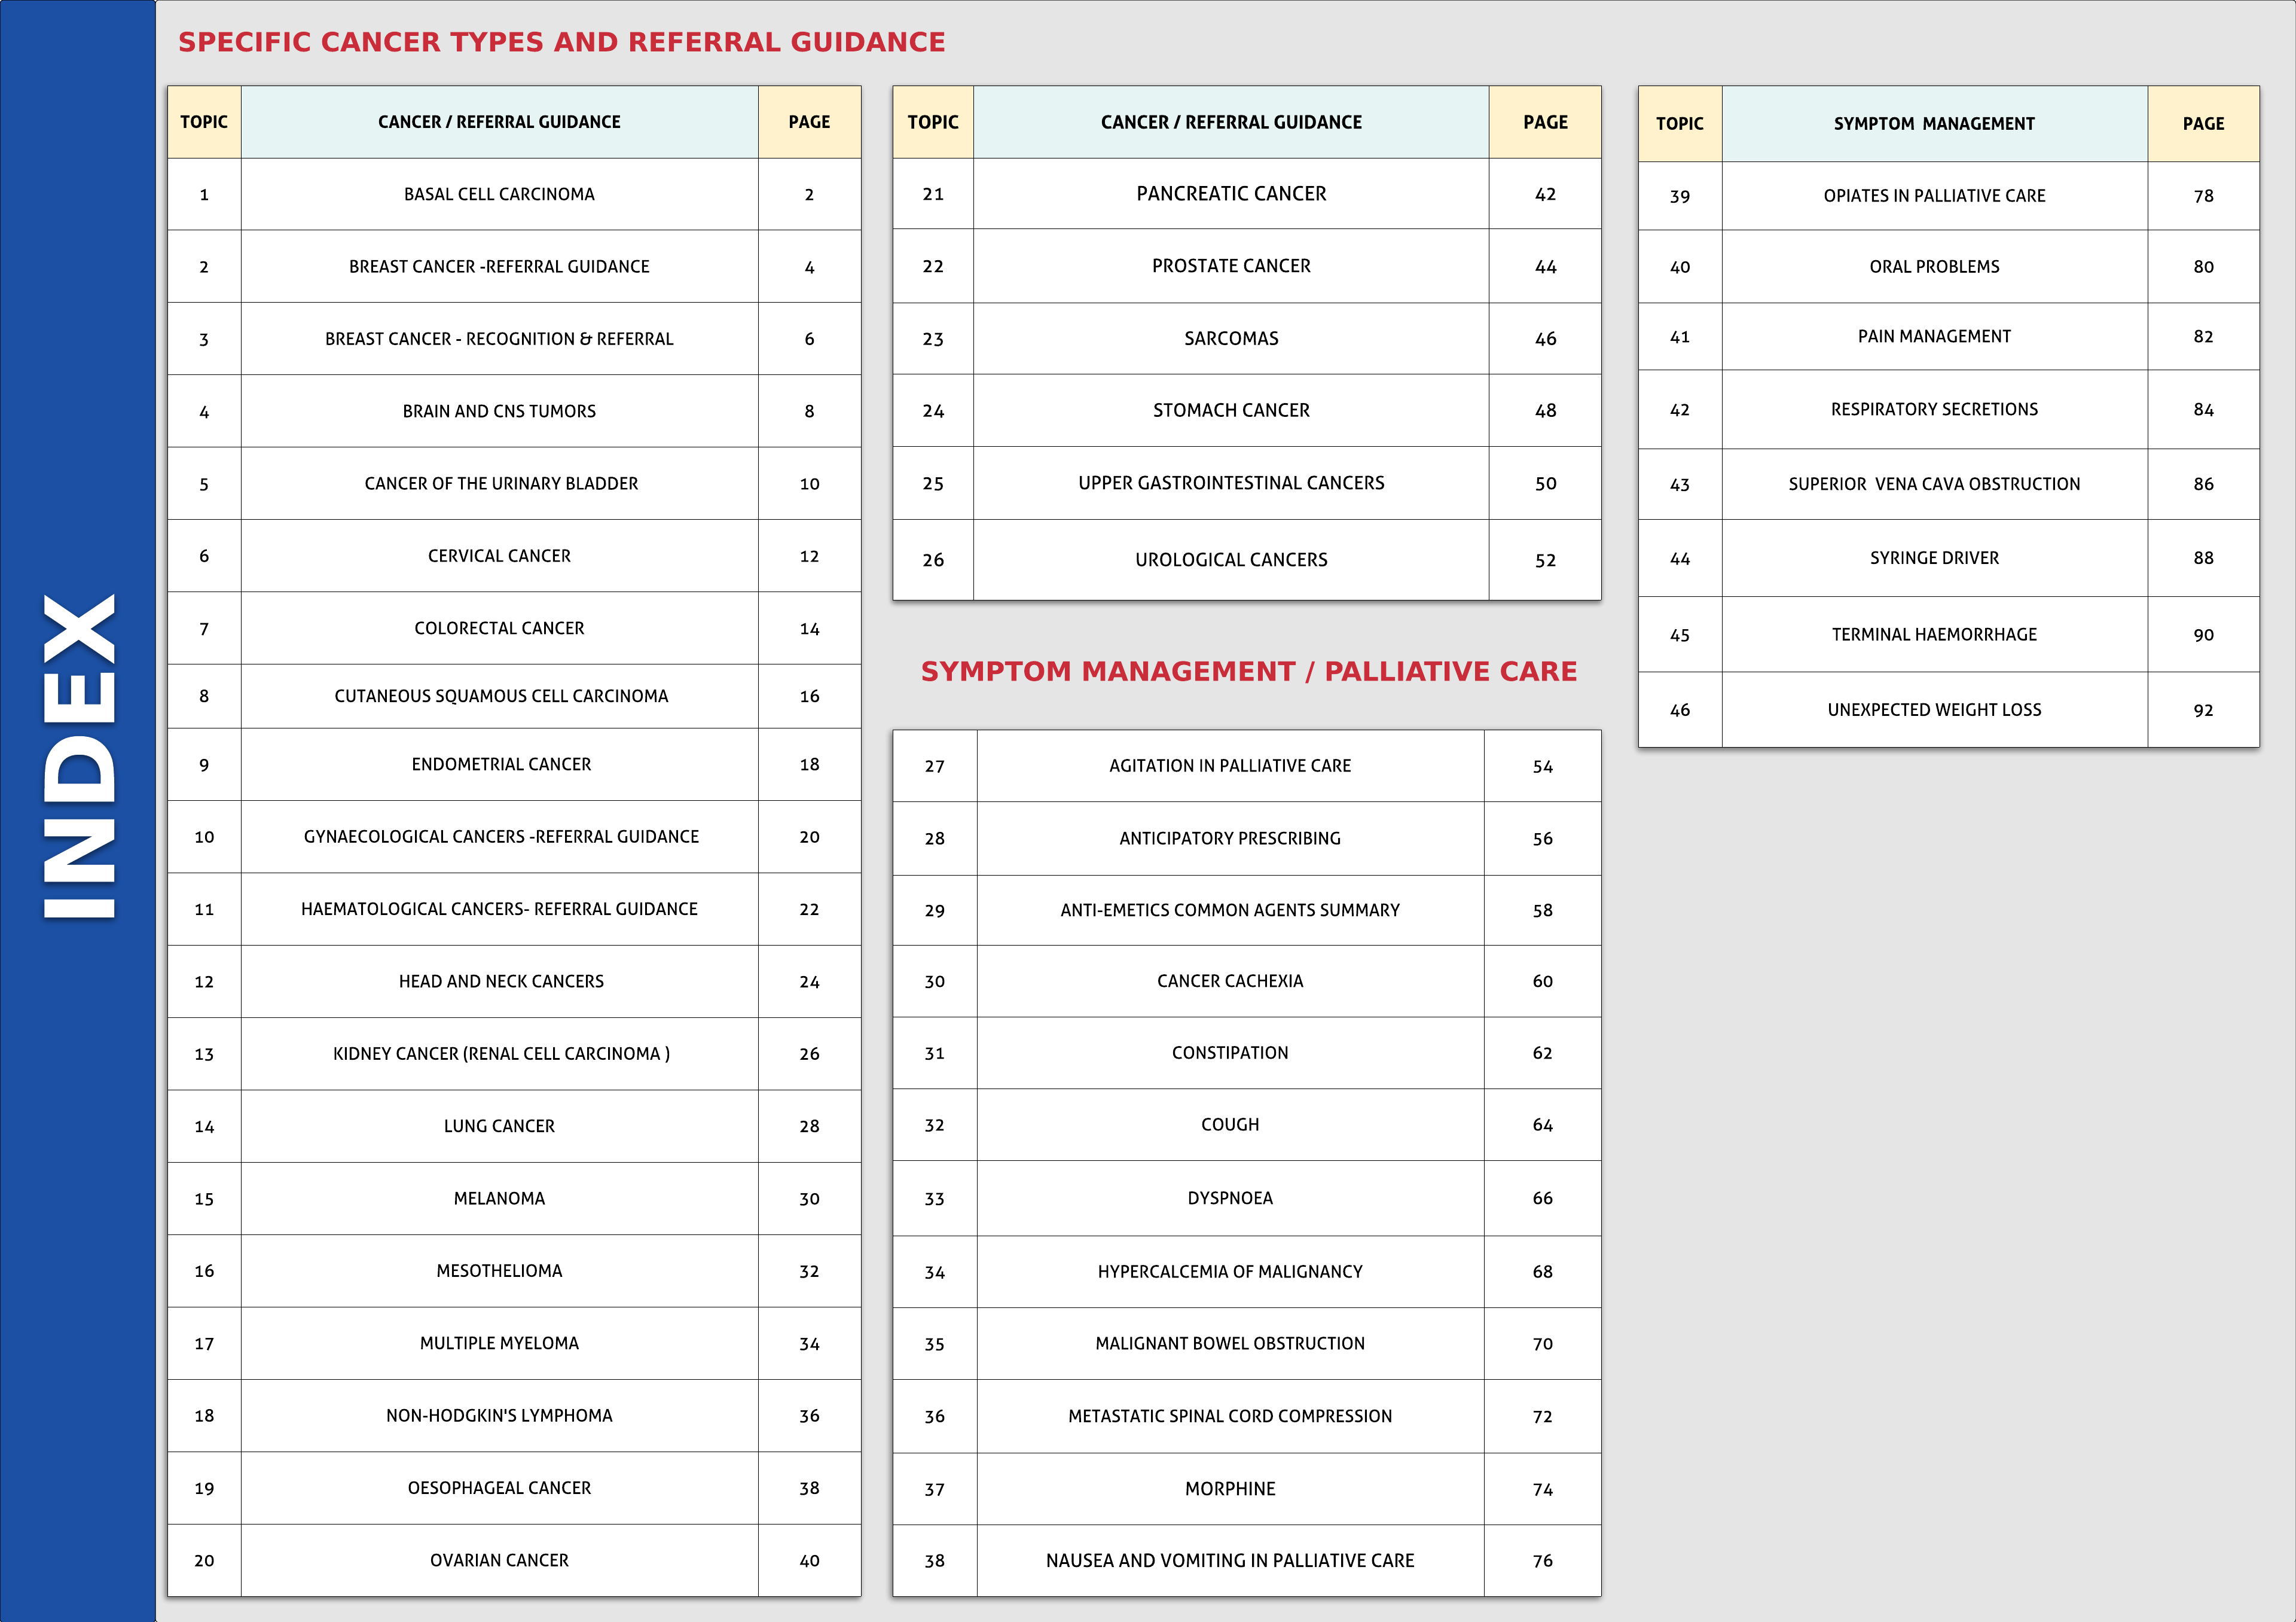 INDEX
SPECIFIC CANCER TYPES AND REFERRAL GUIDANCE
TOPIC CANCER / REFERRAL GUIDANCE PAGE
1 BASAL CELL CARCINOMA 2
2 BREAST CANCER -REFERRAL GUIDANCE 4
3 BREAST CANCER - RECOGNITION & REFERRAL 6
4 BRAIN AND CNS TUMORS 8
5 CANCER OF THE URINARY BLADDER 10
6 CERVICAL CANCER 12
7 COLORECTAL CANCER 14
8 CUTANEOUS SQUAMOUS CELL CARCINOMA 16
9 ENDOMETRIAL CANCER 18
10 GYNAECOLOGICAL CANCERS -REFERRAL GUIDANCE 20
11 HAEMATOLOGICAL CANCERS- REFERRAL GUIDANCE 22
12 HEAD AND NECK CANCERS 24
13 KIDNEY CANCER (RENAL CELL CARCINOMA ) 26
14 LUNG CANCER 28
15 MELANOMA 30
16 MESOTHELIOMA 32
17 MULTIPLE MYELOMA 34
18 NON-HODGKIN'S LYMPHOMA 36
19 OESOPHAGEAL CANCER 38
20 OVARIAN CANCER 40
TOPIC CANCER / REFERRAL GUIDANCE PAGE
21 PANCREATIC CANCER 42
22 PROSTATE CANCER 44
23 SARCOMAS 46
24 STOMACH CANCER 48
25 UPPER GASTROINTESTINAL CANCERS 50
26 UROLOGICAL CANCERS 52
SYMPTOM MANAGEMENT / PALLIATIVE CARE
27 AGITATION IN PALLIATIVE CARE 54
28 ANTICIPATORY PRESCRIBING 56
29 ANTI-EMETICS COMMON AGENTS SUMMARY 58
30 CANCER CACHEXIA 60
31 CONSTIPATION 62
32 COUGH 64
33 DYSPNOEA 66
34 HYPERCALCEMIA OF MALIGNANCY 68
35 MALIGNANT BOWEL OBSTRUCTION 70
36 METASTATIC SPINAL CORD COMPRESSION 72
37 MORPHINE 74
38 NAUSEA AND VOMITING IN PALLIATIVE CARE 76
TOPIC SYMPTOM MANAGEMENT PAGE
39 OPIATES IN PALLIATIVE CARE 78
40 ORAL PROBLEMS 80
41 PAIN MANAGEMENT 82
42 RESPIRATORY SECRETIONS 84
43 SUPERIOR VENA CAVA OBSTRUCTION 86
44 SYRINGE DRIVER 88
45 TERMINAL HAEMORRHAGE 90
46 UNEXPECTED WEIGHT LOSS 92